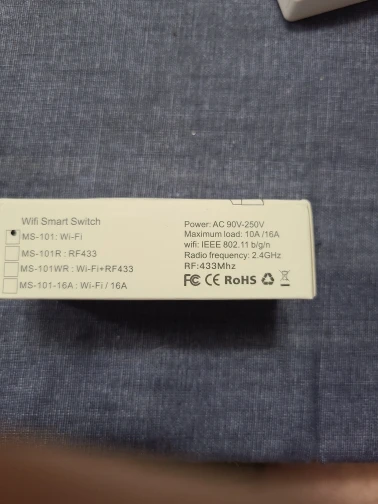 Wifi Smart Switch
MS-101: Wi-Fi
MS-101R : RF433
MS-101WR : Wi-Fi+RF433
MS-101-16A : Wi-Fi / 16A
Power: AC 90V-250V
Maximum load: 10A /16A
wifi: IEEE 802.11 b/g/n
Radio frequency: 2.4GHz
RF:433Mhz
FC CE RoHS